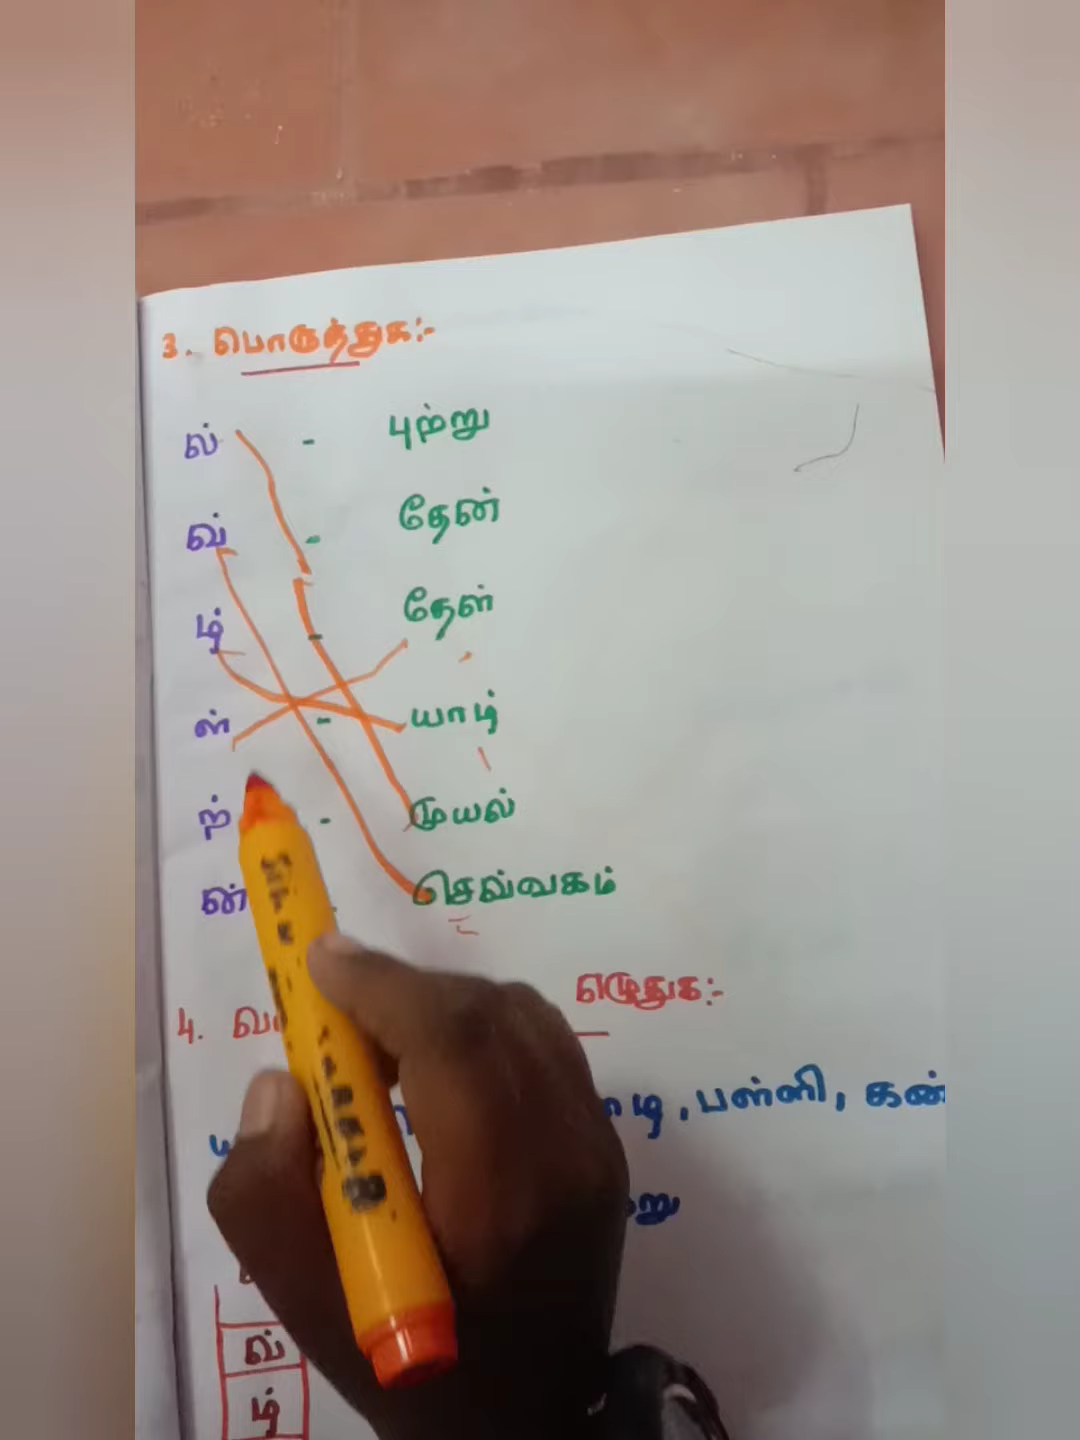 3. பொருத்துக:-
ல் - புற்று
வ் - தேன்
ழ் - தேள்
ள் - யாழ்
ற் - முயல்
ன் - செவ்வகம்
4. எழுதுக:-
பள்ளி,
வ்
ழ்